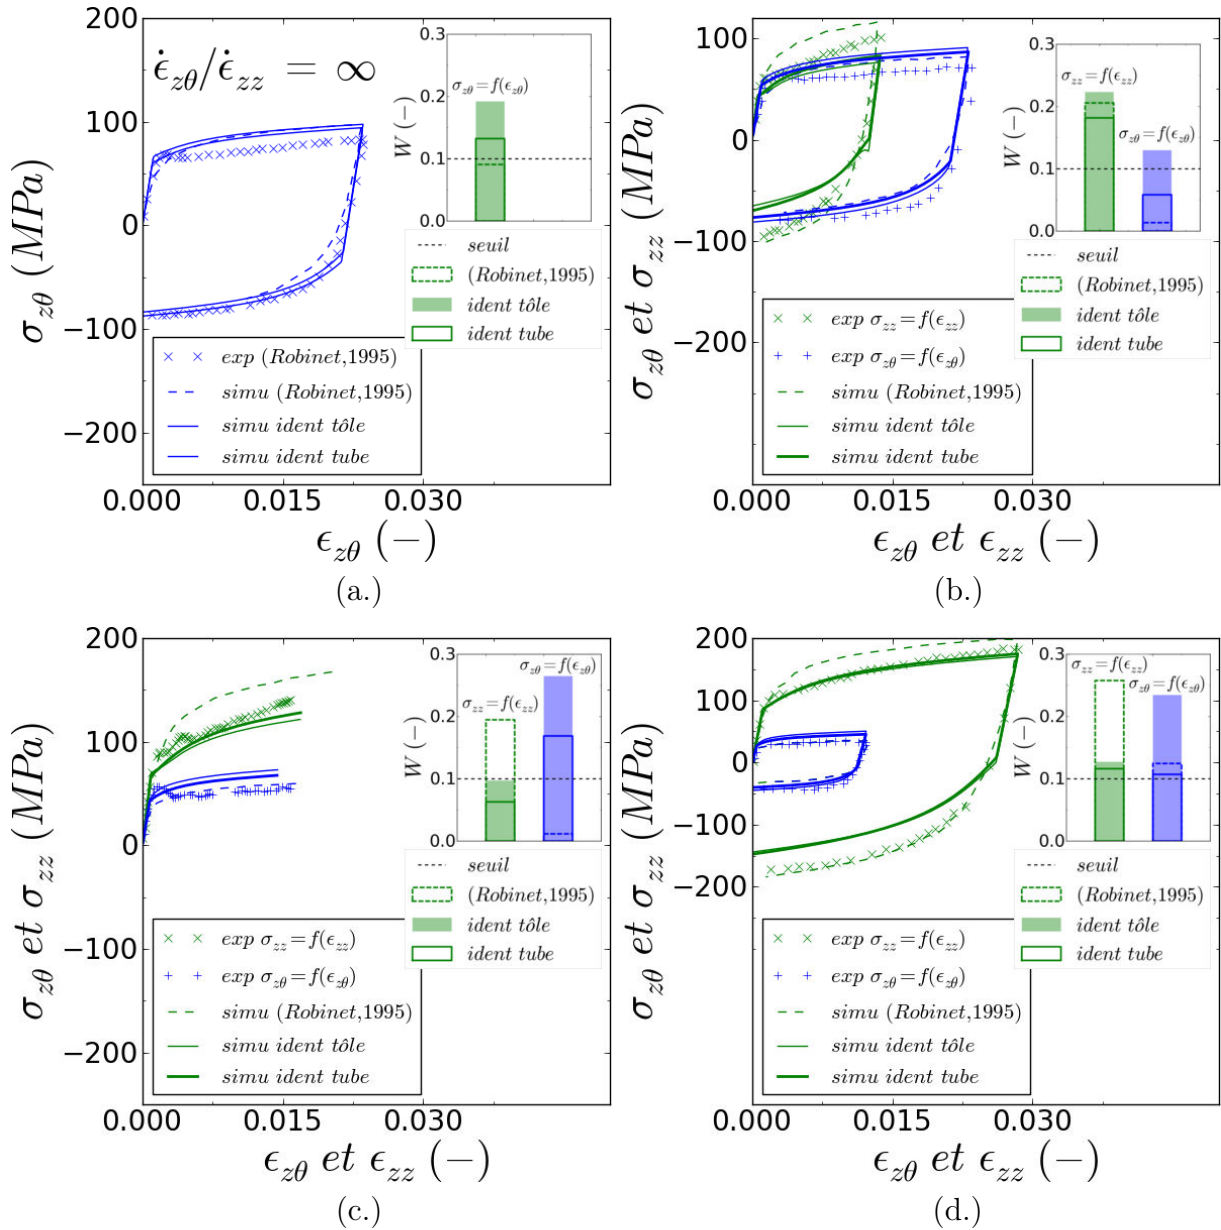 200
100
0
−100
−200
0.000 0.015 0.030
σzθ (MPa)
ϵzθ (−)
ϵ̇zθ/ϵ̇zz = ∞
0.3
0.2
0.1
0.0
W (−)
σzθ=f(ϵzθ)
seuil
(Robinet,1995)
ident tôle
ident tube
exp (Robinet,1995)
simu (Robinet,1995)
simu ident tôle
simu ident tube
(a.)
100
0
−100
−200
0.000 0.015 0.030
σzθ et σzz (MPa)
ϵzθ et ϵzz (−)
0.3
0.2
0.1
0.0
W (−)
σzz=f(ϵzz)
σzθ=f(ϵzθ)
seuil
(Robinet,1995)
ident tôle
ident tube
exp σzz=f(ϵzz)
exp σzθ=f(ϵzθ)
simu (Robinet,1995)
simu ident tôle
simu ident tube
(b.)
200
100
0
−100
−200
0.000 0.015 0.030
σzθ et σzz (MPa)
ϵzθ et ϵzz (−)
0.3
0.2
0.1
0.0
W (−)
σzθ=f(ϵzθ)
σzz=f(ϵzz)
seuil
(Robinet,1995)
ident tôle
ident tube
exp σzz=f(ϵzz)
exp σzθ=f(ϵzθ)
simu (Robinet,1995)
simu ident tôle
simu ident tube
(c.)
200
100
0
−100
−200
0.000 0.015 0.030
σzθ et σzz (MPa)
ϵzθ et ϵzz (−)
0.3
0.2
0.1
0.0
W (−)
σzz=f(ϵzz)
σzθ=f(ϵzθ)
seuil
(Robinet,1995)
ident tôle
ident tube
exp σzz=f(ϵzz)
exp σzθ=f(ϵzθ)
simu (Robinet,1995)
simu ident tôle
simu ident tube
(d.)